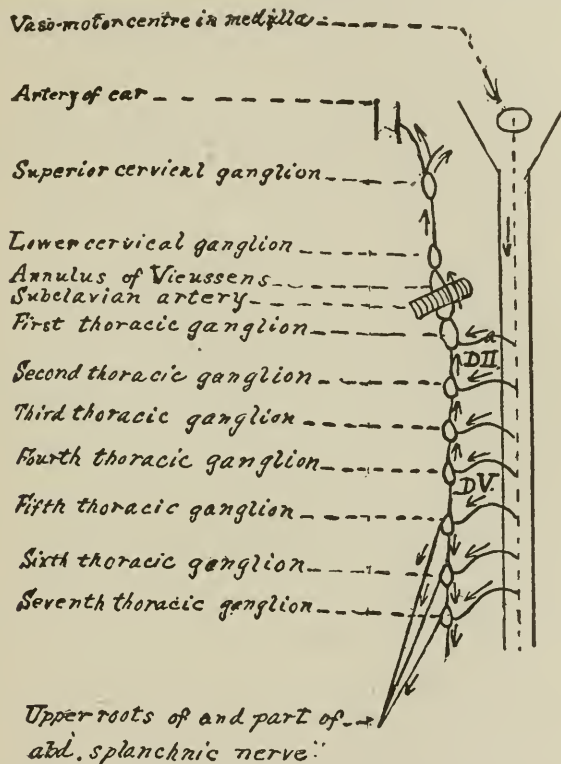 Vaso-motor centre in medulla
Artery of ear
Superior cervical ganglion
Lower cervical ganglion
Annulus of Vieussens
Subclavian artery
First thoracic ganglion
a
DII.
Second thoracic ganglion
Third thoracic ganglion
Fourth thoracic ganglion
DV.
Fifth thoracic ganglion
Sixth thoracic ganglion
Seventh thoracic ganglion
Upper roots of and part of
abd. splanchnic nerve